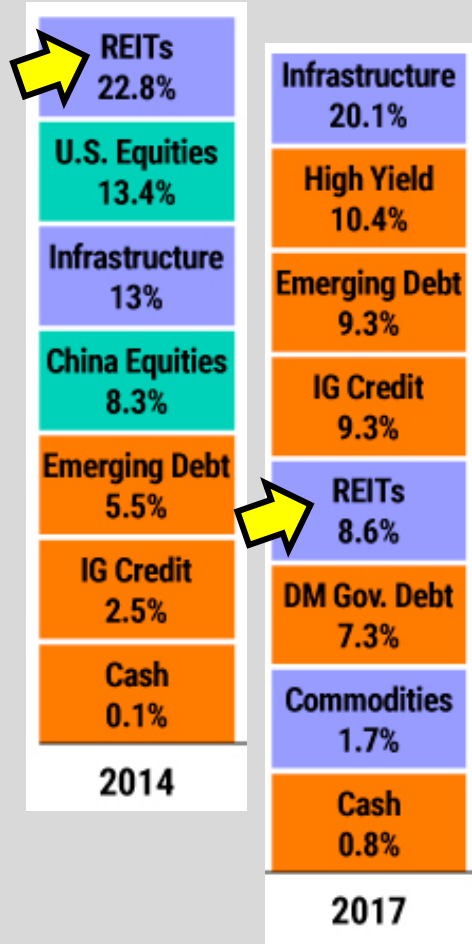 REITs
22.8%
U.S. Equities
13.4%
Infrastructure
13%
China Equities
8.3%
Emerging Debt
5.5%
IG Credit
2.5%
Cash
0.1%
2014
Infrastructure
20.1%
High Yield
10.4%
Emerging Debt
9.3%
IG Credit
9.3%
REITs
8.6%
DM Gov. Debt
7.3%
Commodities
1.7%
Cash
0.8%
2017